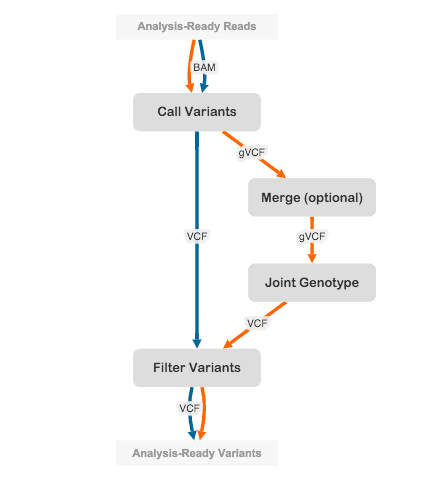 Analysis-Ready Reads
BAM
Call Variants
gVCF
Merge (optional)
VCF
gVCF
Joint Genotype
VCF
Filter Variants
VCF
Analysis-Ready Variants